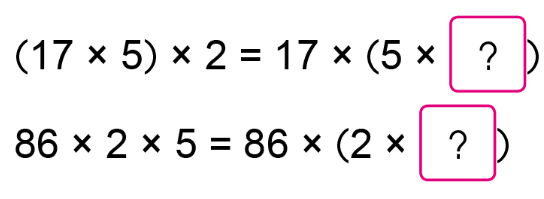 (17 × 5) × 2 = 17 × (5 × ?)
86 × 2 × 5 = 86 × (2 × ?)